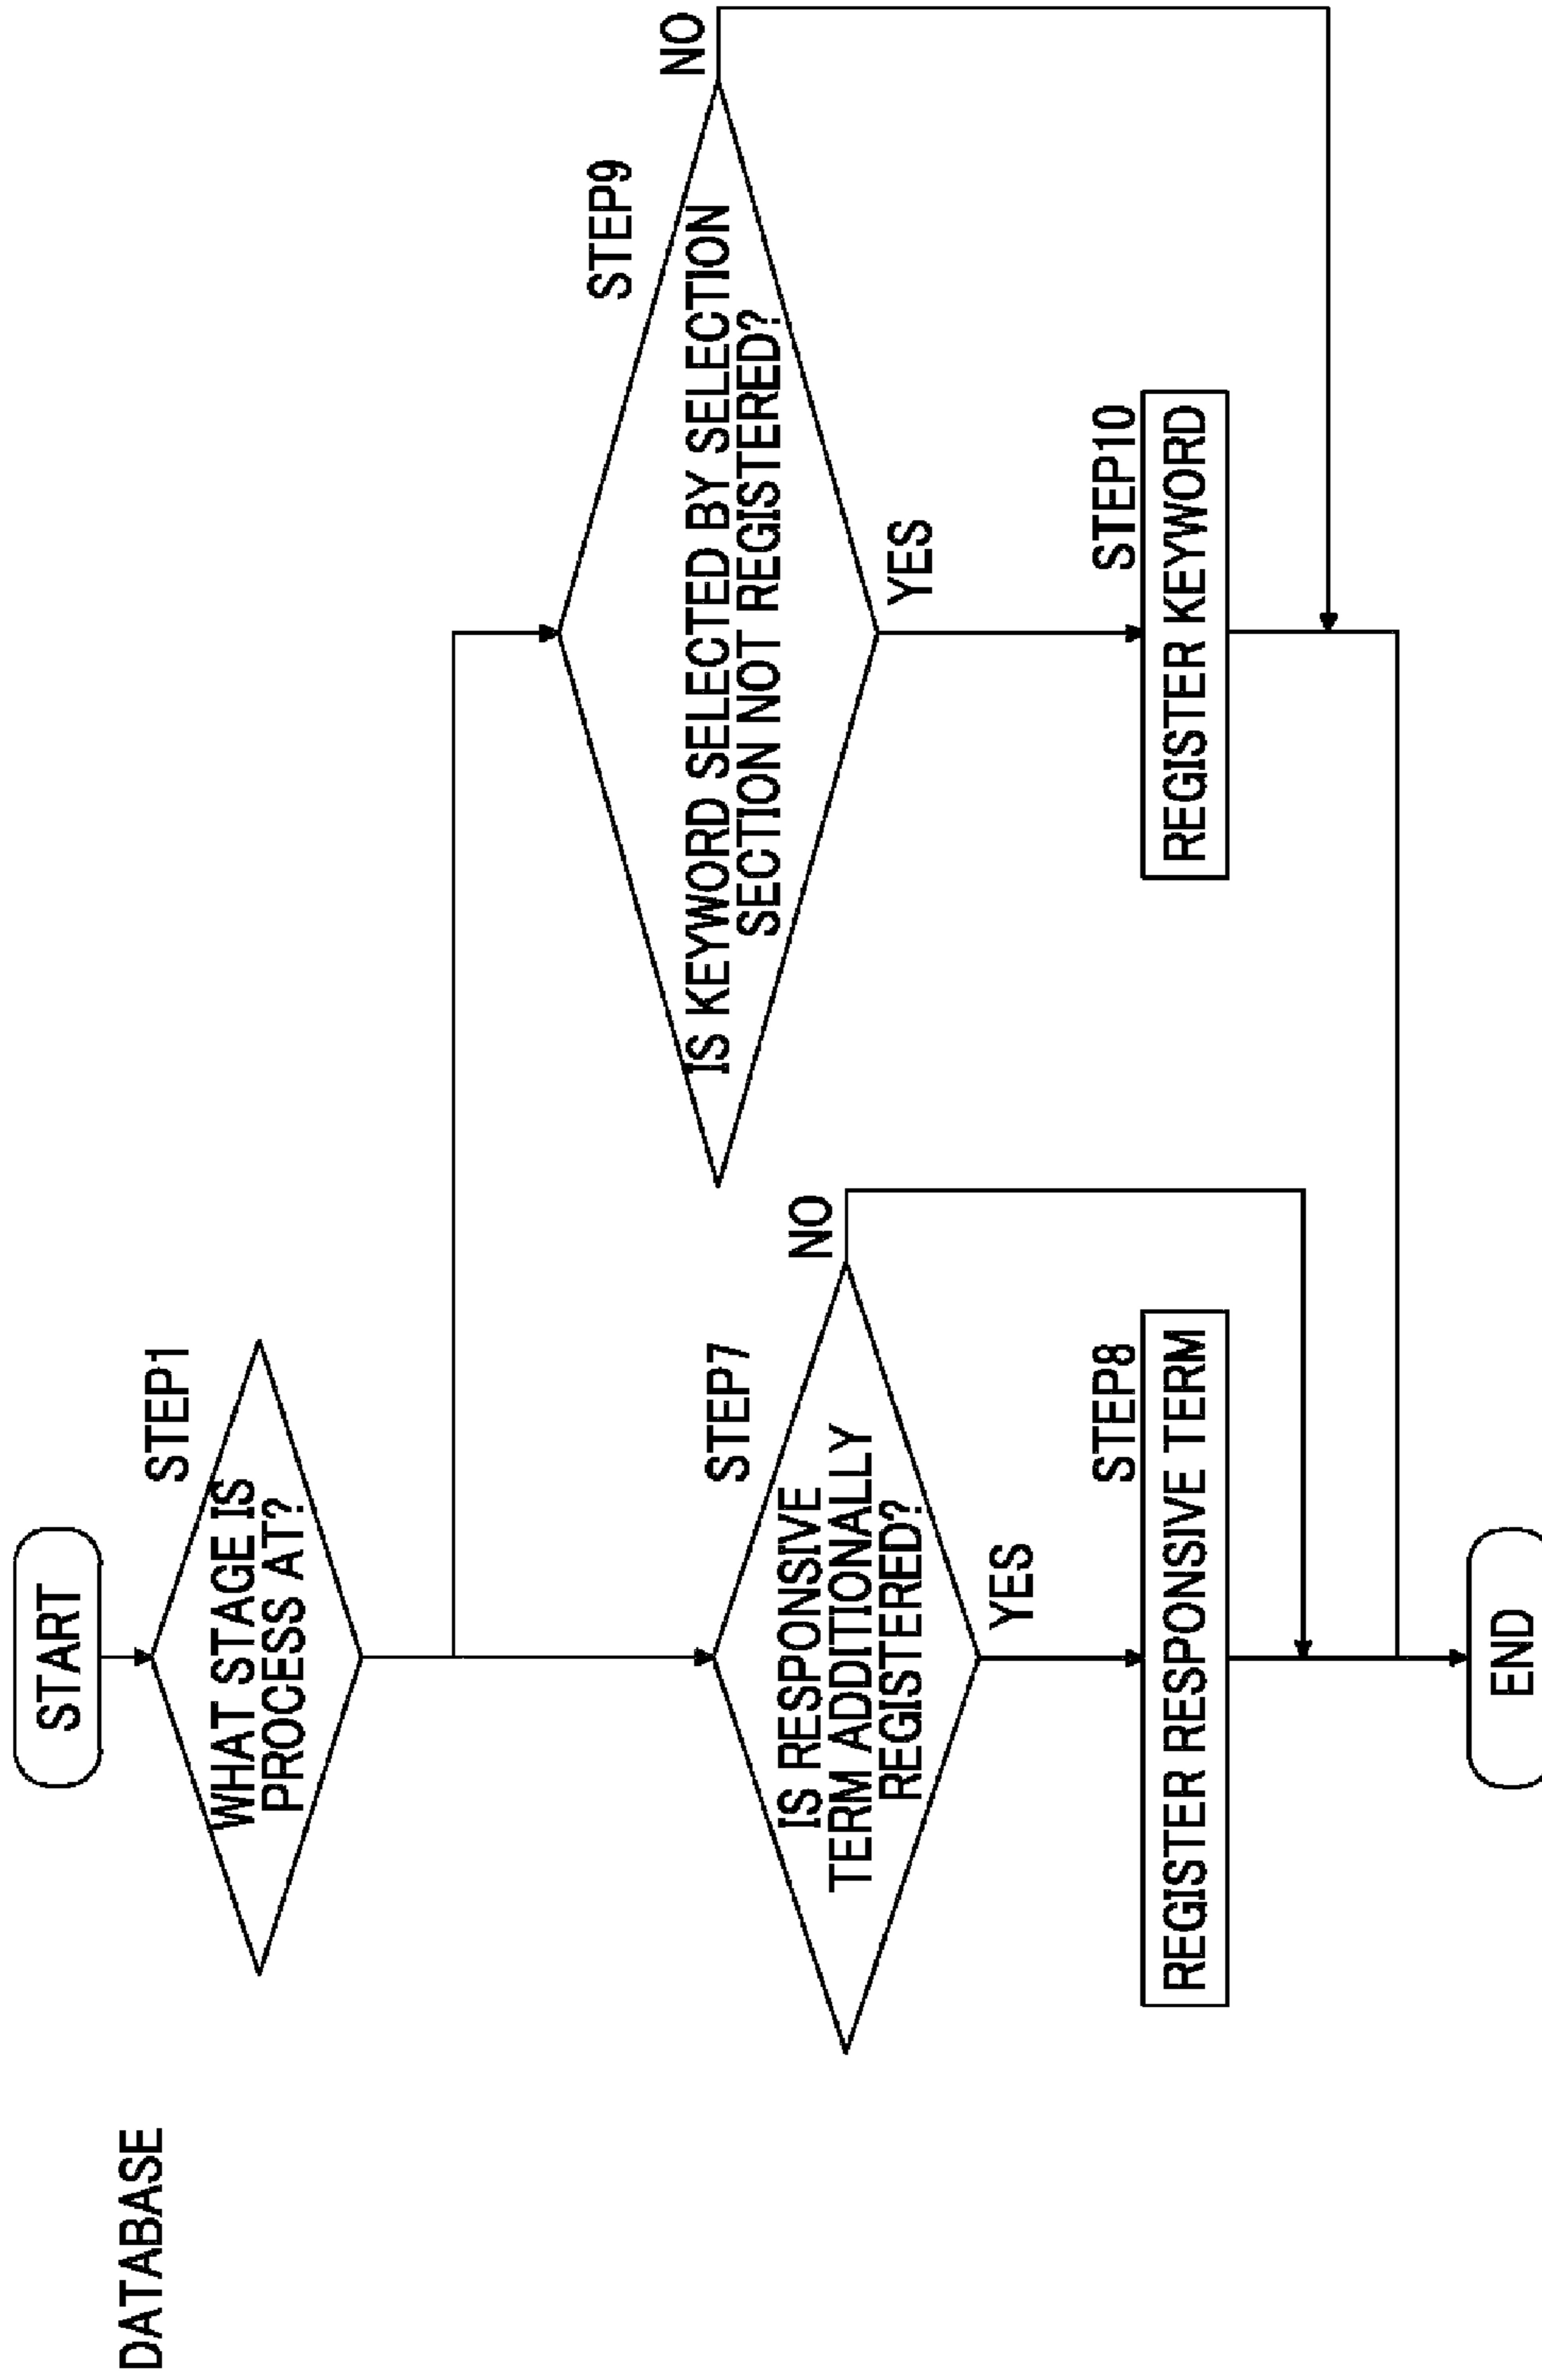 DATABASE
START
STEP1
WHAT STAGE IS
PROCESS AT?
STEP7
IS RESPONSIVE
TERM ADDITIONALLY
REGISTERED?
NO
YES
STEP8
REGISTER RESPONSIVE TERM
STEP9
IS KEYWORD SELECTED BY SELECTION
SECTION NOT REGISTERED?
NO
YES
STEP10
REGISTER KEYWORD
END